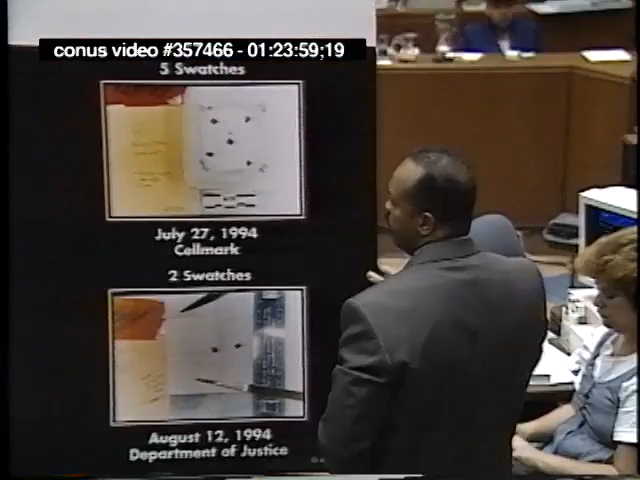 conus video #357466 - 01:23:59;19
5 Swatches
July 27, 1994
Cellmark
2 Swatches
August 12, 1994
Department of Justice